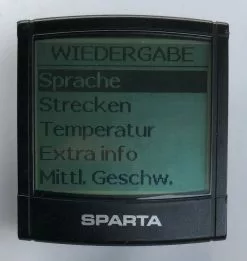 WIEDERGABE
Sprache
Strecken
Temperatur
Extra info
Mittl. Geschw.
SPARTA